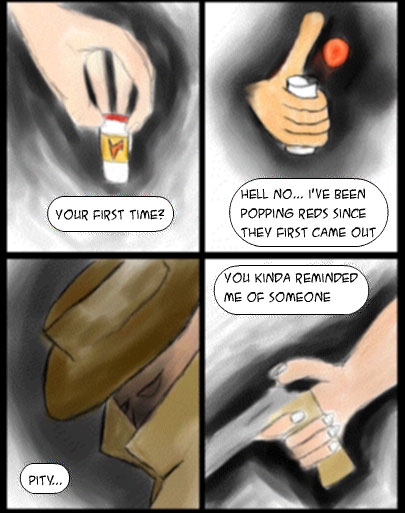 YOUR FIRST TIME?
HELL NO... I'VE BEEN
POPPING REDS SINCE
THEY FIRST CAME OUT
PITY...
YOU KINDA REMINDED
ME OF SOMEONE